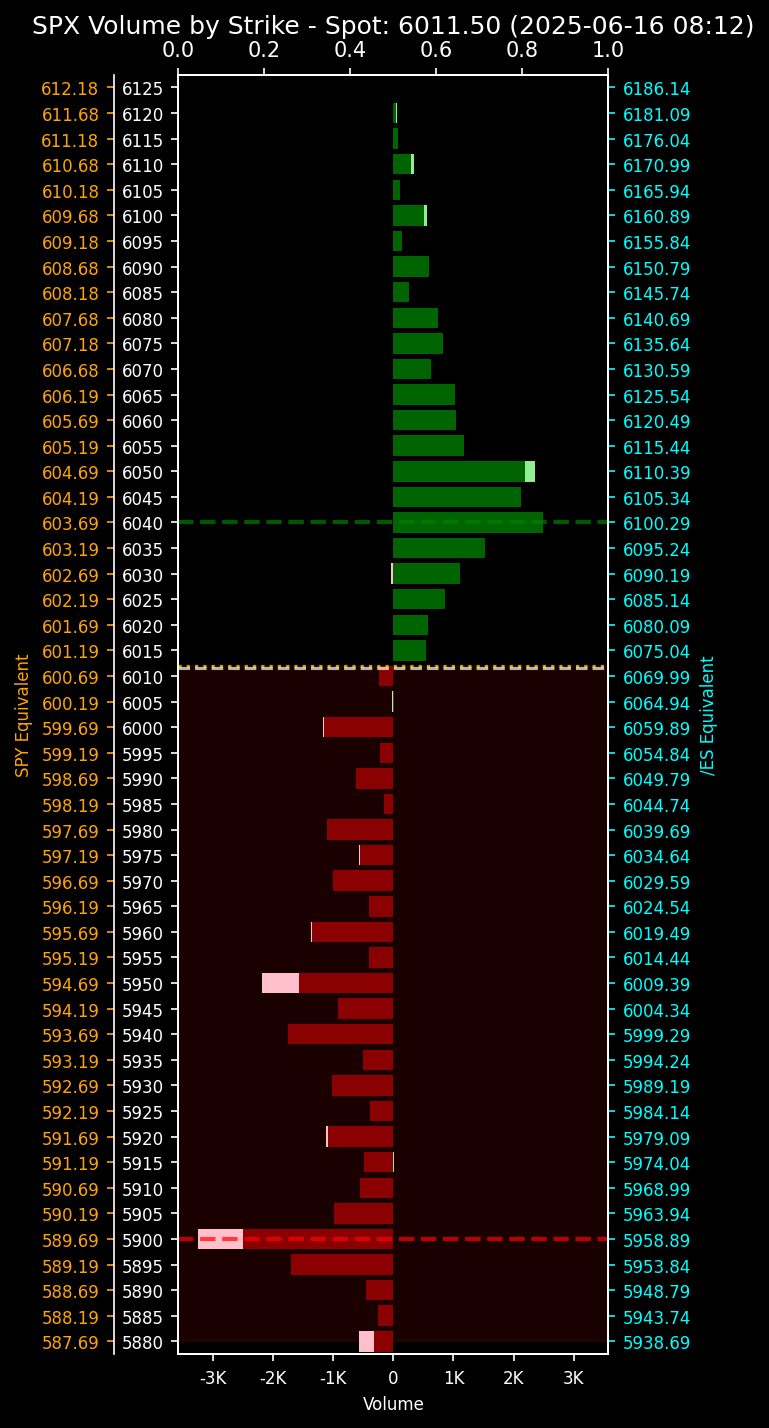 SPX Volume by Strike - Spot: 6011.50 (2025-06-16 08:12)
0.0 0.2 0.4 0.6 0.8 1.0
612.18 6125 6186.14
611.68 6120 6181.09
611.18 6115 6176.04
610.68 6110 6170.99
610.18 6105 6165.94
609.68 6100 6160.89
609.18 6095 6155.84
608.68 6090 6150.79
608.18 6085 6145.74
607.68 6080 6140.69
607.18 6075 6135.64
606.68 6070 6130.59
606.19 6065 6125.54
605.69 6060 6120.49
605.19 6055 6115.44
604.69 6050 6110.39
604.19 6045 6105.34
603.69 6040 6100.29
603.19 6035 6095.24
602.69 6030 6090.19
602.19 6025 6085.14
601.69 6020 6080.09
601.19 6015 6075.04
600.69 6010 6069.99
600.19 6005 6064.94
599.69 6000 6059.89
599.19 5995 6054.84
598.69 5990 6049.79
598.19 5985 6044.74
597.69 5980 6039.69
597.19 5975 6034.64
596.69 5970 6029.59
596.19 5965 6024.54
595.69 5960 6019.49
595.19 5955 6014.44
594.69 5950 6009.39
594.19 5945 6004.34
593.69 5940 5999.29
593.19 5935 5994.24
592.69 5930 5989.19
592.19 5925 5984.14
591.69 5920 5979.09
591.19 5915 5974.04
590.69 5910 5968.99
590.19 5905 5963.94
589.69 5900 5958.89
589.19 5895 5953.84
588.69 5890 5948.79
588.19 5885 5943.74
587.69 5880 5938.69
SPY Equivalent
/ES Equivalent
-3K -2K -1K 0 1K 2K 3K
Volume